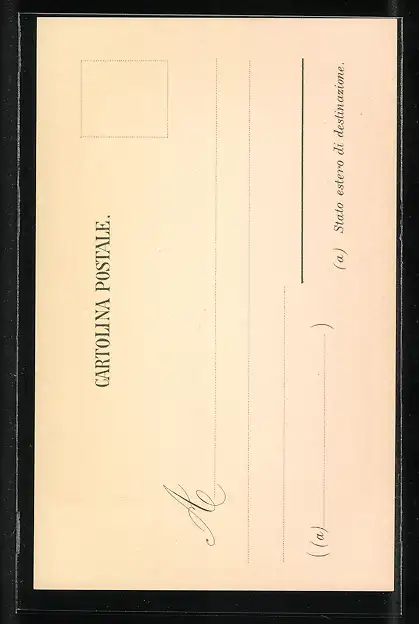 CARTOLINA POSTALE.
A
((a) )
(a) Stato estero di destinazione.